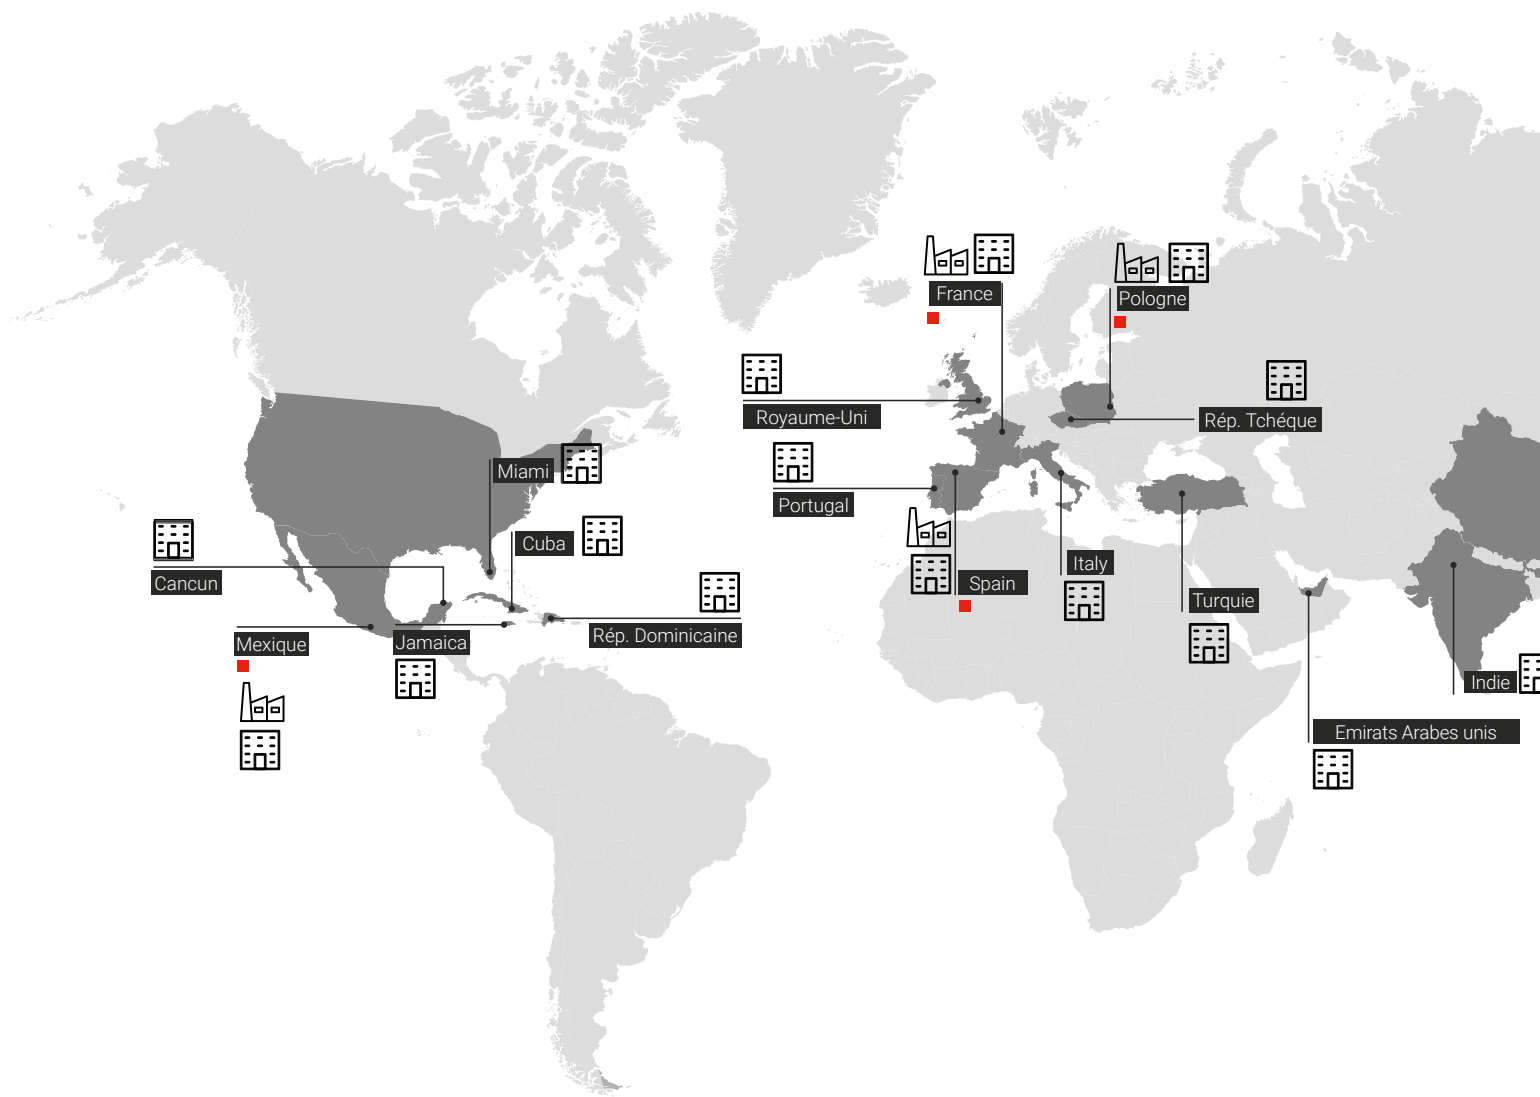 France
Pologne
Royaume-Uni
Rép. Tchéque
Miami
Portugal
Cuba
Italy
Cancun
Spain
Turquie
Rép. Dominicaine
Mexique
Jamaica
Indie
Emirats Arabes unis